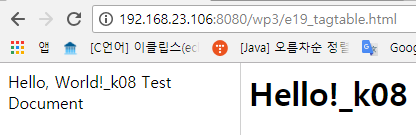 192.168.23.106:8080/wp3/e19_tagtable.html
앱 [C언어] 이클립스(ec [Java] 오름차순 정렬 Goog
Hello, World!_k08 Test
Document
Hello!_k08